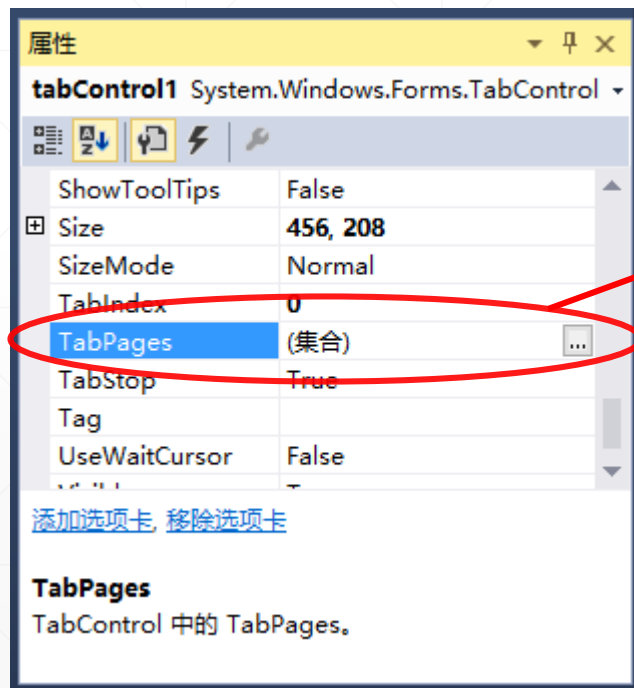 属性
tabControl1 System.Windows.Forms.TabControl
ShowToolTips False
Size 456, 208
SizeMode Normal
TabIndex 0
TabPages (集合) ...
TabStop True
Tag
UseWaitCursor False
添加选项卡, 移除选项卡
TabPages
TabControl 中的 TabPages。